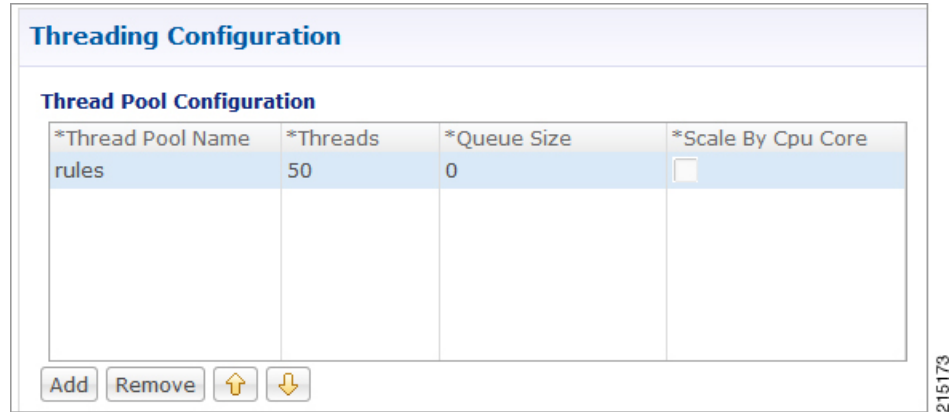 Threading Configuration
Thread Pool Configuration
*Thread Pool Name *Threads *Queue Size *Scale By Cpu Core
rules 50 0
Add Remove
215173